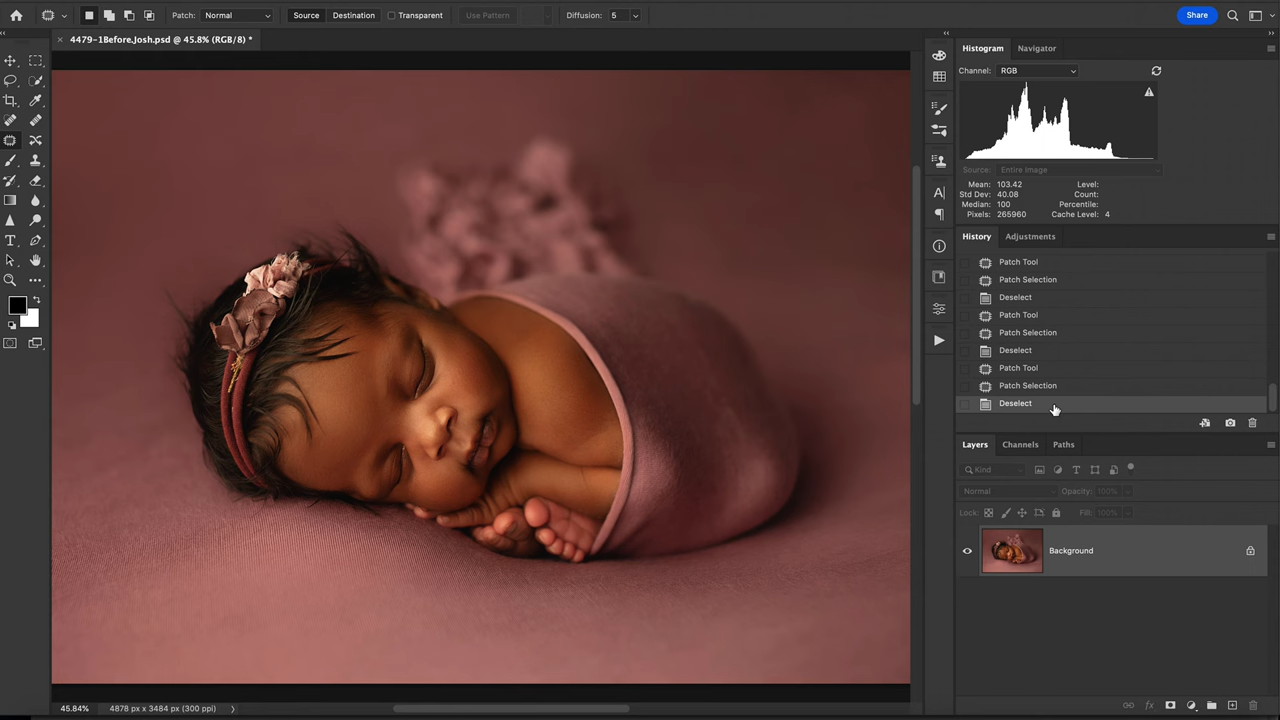 Patch: Normal Source Destination Transparent Use Pattern Diffusion: 5 Share
4479-1Before.Josh.psd @ 45.8% (RGB/8) *
Histogram Navigator
Channel: RGB
Source: Entire Image
Mean: 103.42 Level:
Std Dev: 40.08 Count:
Median: 100 Percentile:
Pixels: 265960 Cache Level: 4
History Adjustments
Patch Tool
Patch Selection
Deselect
Patch Tool
Patch Selection
Deselect
Patch Tool
Patch Selection
Deselect
Layers Channels Paths
Kind
Normal Opacity: 100%
Lock: Fill: 100%
Background
45.84% 4878 px x 3484 px (300 ppi)